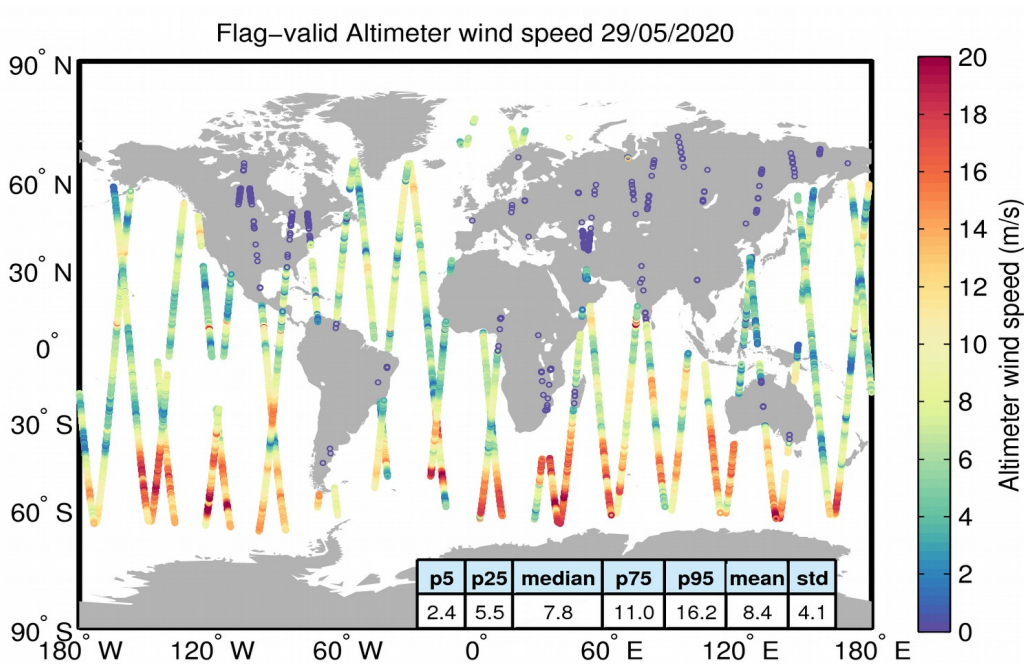 Flag−valid Altimeter wind speed 29/05/2020
90° N
60° N
30° N
0°
30° S
60° S
90° S
180° W 120° W 60° W 0° 60° E 120° E 180° E
p5 p25 median p75 p95 mean std
2.4 5.5 7.8 11.0 16.2 8.4 4.1
20
18
16
14
12
10
8
6
4
2
0
Altimeter wind speed (m/s)